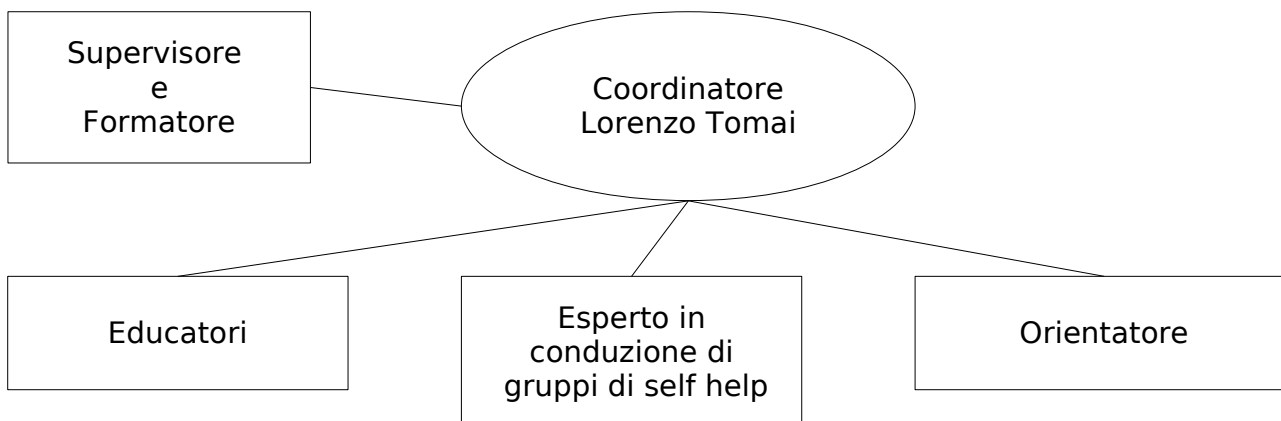 Supervisore
e
Formatore
Coordinatore
Lorenzo Tomai
Educatori
Esperto in
conduzione di
gruppi di self help
Orientatore